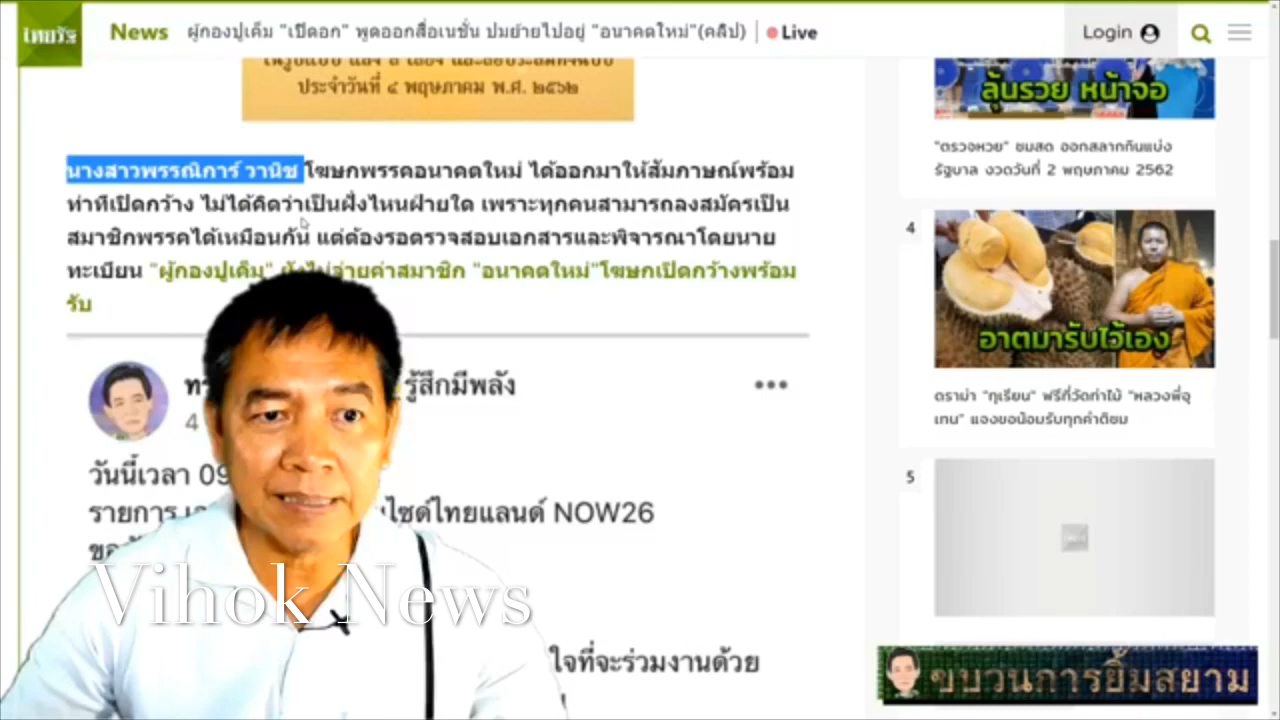 ไทยรัฐ
News ผู้กองปูเค็ม "เปิดอก" พูดออกสื่อเนชั่น ปมย้ายไปอยู่ "อนาคตใหม่"(คลิป) Live
Login
ประจำวันที่ ๔ พฤษภาคม พ.ศ. ๒๕๖๒
นางสาวพรรณิการ์ วานิช โฆษกพรรคอนาคตใหม่ ได้ออกมาให้สัมภาษณ์พร้อม
ท่าทีเปิดกว้าง ไม่ได้คิดว่าเป็นฝั่งไหนฝ่ายใด เพราะทุกคนสามารถลงสมัครเป็น
สมาชิกพรรคได้เหมือนกัน แต่ต้องรอตรวจสอบเอกสารและพิจารณาโดยนาย
ทะเบียน "ผู้กองปูเค็ม" ยังไม่จ่ายค่าสมาชิก "อนาคตใหม่"โฆษกเปิดกว้างพร้อม
รับ
รู้สึกมีพลัง
4
วันนี้เวลา 09
รายการ ไซด์ไทยแลนด์ NOW26
Vihok News
ใจที่จะร่วมงานด้วย
ลุ้นรวย หน้าจอ
"ตรวจหวย" ชมสด ออกสลากกินแบ่ง
รัฐบาล งวดวันที่ 2 พฤษภาคม 2562
4
อาตมารับไว้เอง
ดราม่า "ทุเรียน" ฟรีที่วัดท่าไม้ "หลวงพี่อุ
เทน" แจงขอน้อมรับทุกคำติชม
5
ขบวนการยิ้มสยาม